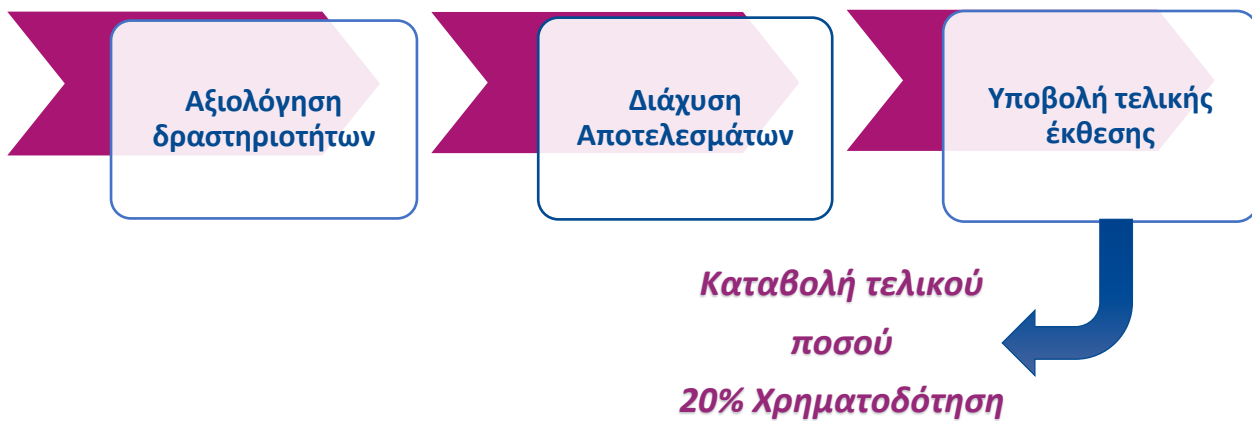 Αξιολόγηση
δραστηριοτήτων
Διάχυση
Αποτελεσμάτων
Υποβολή τελικής
έκθεσης
Καταβολή τελικού
ποσού
20% Χρηματοδότηση